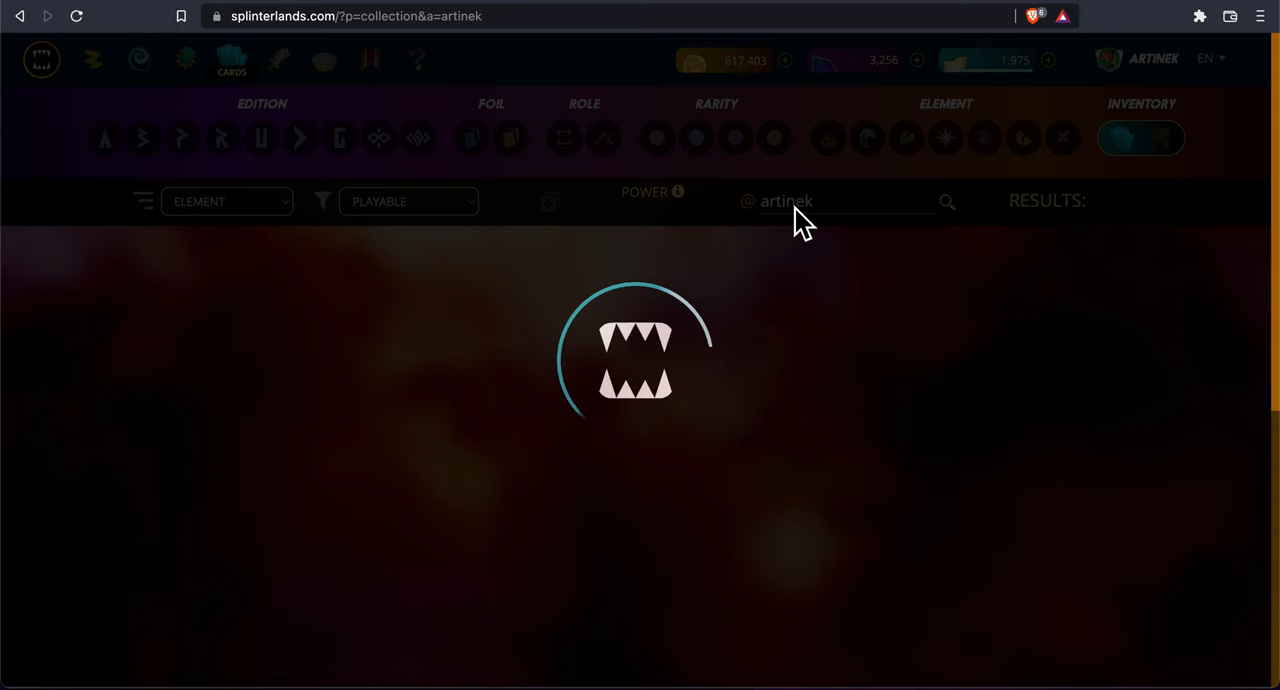 splinterlands.com/?p=collection&a=artinek
6
CARDS
617,403
3,256
1,975
ARTINEK
EN
EDITION
FOIL
ROLE
RARITY
ELEMENT
INVENTORY
ELEMENT
PLAYABLE
POWER
@ artinek
RESULTS: